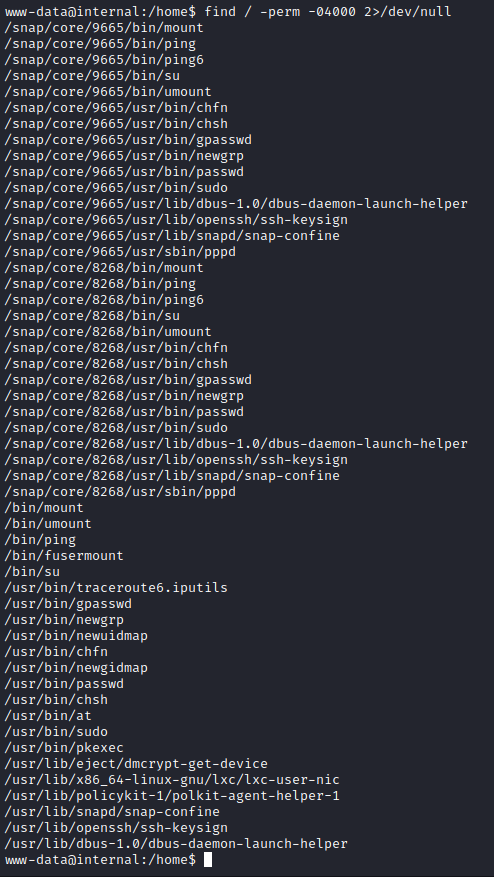 www-data@internal:/home$ find / -perm -04000 2>/dev/null
/snap/core/9665/bin/mount
/snap/core/9665/bin/ping
/snap/core/9665/bin/ping6
/snap/core/9665/bin/su
/snap/core/9665/bin/umount
/snap/core/9665/usr/bin/chfn
/snap/core/9665/usr/bin/chsh
/snap/core/9665/usr/bin/gpasswd
/snap/core/9665/usr/bin/newgrp
/snap/core/9665/usr/bin/passwd
/snap/core/9665/usr/bin/sudo
/snap/core/9665/usr/lib/dbus-1.0/dbus-daemon-launch-helper
/snap/core/9665/usr/lib/openssh/ssh-keysign
/snap/core/9665/usr/lib/snapd/snap-confine
/snap/core/9665/usr/sbin/pppd
/snap/core/8268/bin/mount
/snap/core/8268/bin/ping
/snap/core/8268/bin/ping6
/snap/core/8268/bin/su
/snap/core/8268/bin/umount
/snap/core/8268/usr/bin/chfn
/snap/core/8268/usr/bin/chsh
/snap/core/8268/usr/bin/gpasswd
/snap/core/8268/usr/bin/newgrp
/snap/core/8268/usr/bin/passwd
/snap/core/8268/usr/bin/sudo
/snap/core/8268/usr/lib/dbus-1.0/dbus-daemon-launch-helper
/snap/core/8268/usr/lib/openssh/ssh-keysign
/snap/core/8268/usr/lib/snapd/snap-confine
/snap/core/8268/usr/sbin/pppd
/bin/mount
/bin/umount
/bin/ping
/bin/fusermount
/bin/su
/usr/bin/traceroute6.iputils
/usr/bin/gpasswd
/usr/bin/newgrp
/usr/bin/newuidmap
/usr/bin/chfn
/usr/bin/newgidmap
/usr/bin/passwd
/usr/bin/chsh
/usr/bin/at
/usr/bin/sudo
/usr/bin/pkexec
/usr/lib/eject/dmcrypt-get-device
/usr/lib/x86_64-linux-gnu/lxc/lxc-user-nic
/usr/lib/policykit-1/polkit-agent-helper-1
/usr/lib/snapd/snap-confine
/usr/lib/openssh/ssh-keysign
/usr/lib/dbus-1.0/dbus-daemon-launch-helper
www-data@internal:/home$